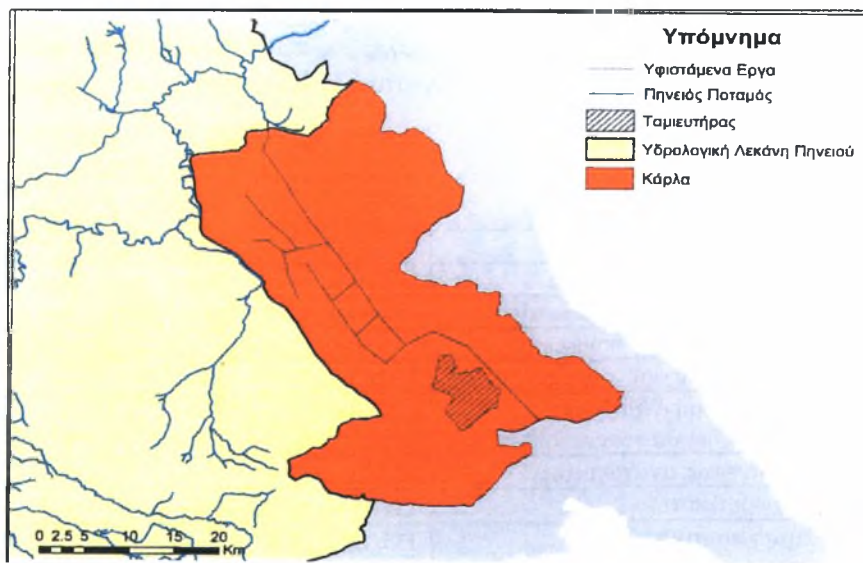 Υπόμνημα
Υφιστάμενα Εργα
Πηνειός Ποταμός
Ταμιευτήρας
Υδρολογική Λεκάνη Πηνειού
Κάρλα
0 2.5 5 10 15 20
Km